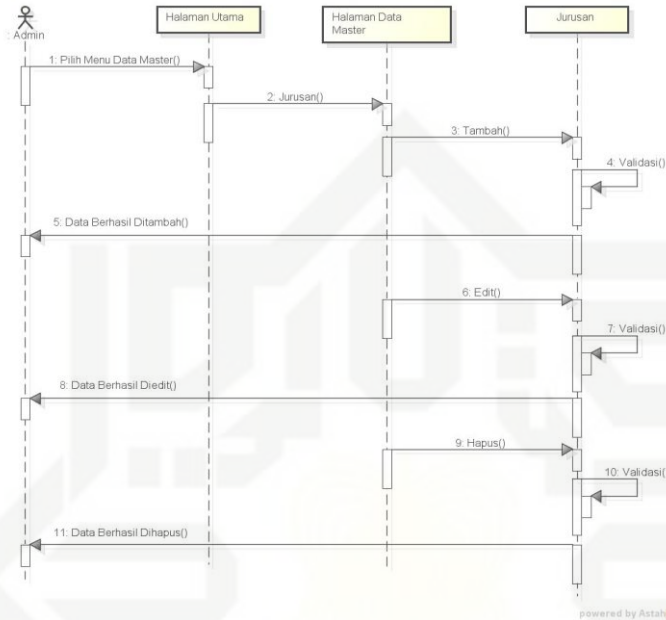 Halaman Utama
Halaman Data
Master
Jurusan
: Admin
1: Pilih Menu Data Master()
2: Jurusan()
3: Tambah()
4: Validasi()
5: Data Berhasil Ditambah()
6: Edit()
7: Validasi()
8: Data Berhasil Diedit()
9: Hapus()
10: Validasi(
11: Data Berhasil Dihapus()
powered by Astah